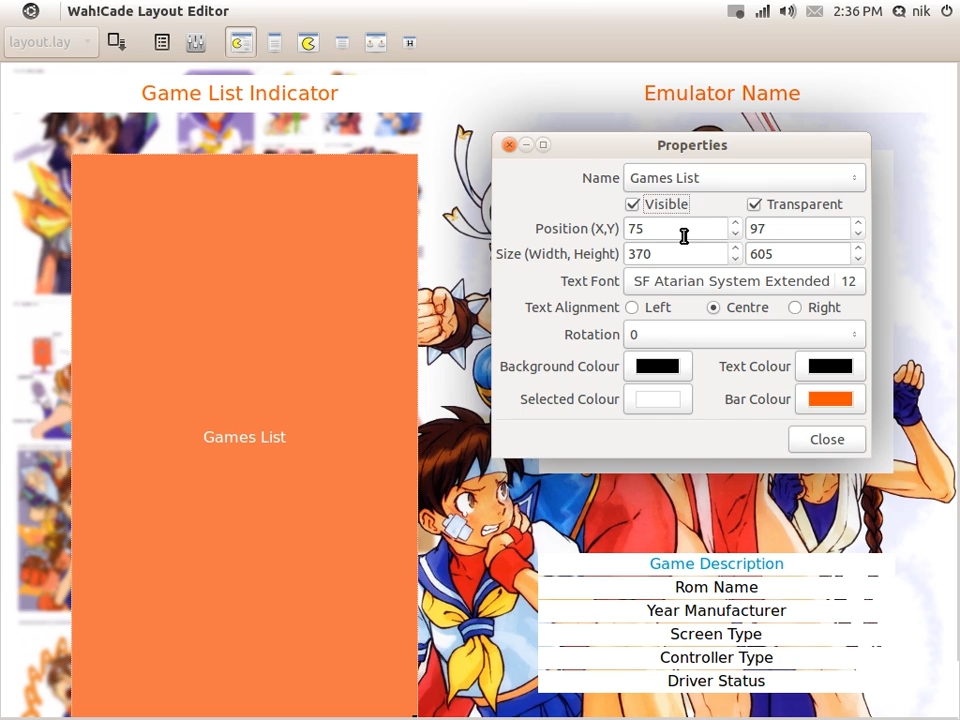 Wah!Cade Layout Editor
2:36 PM nik
layout.lay
H
Game List Indicator
Emulator Name
Properties
Name Games List
Visible Transparent
Position (X,Y) 75 97
Size (Width, Height) 370 605
Text Font SF Atarian System Extended 12
Text Alignment Left Centre Right
Rotation 0
Background Colour Text Colour
Selected Colour Bar Colour
Close
Games List
Game Description
Rom Name
Year Manufacturer
Screen Type
Controller Type
Driver Status